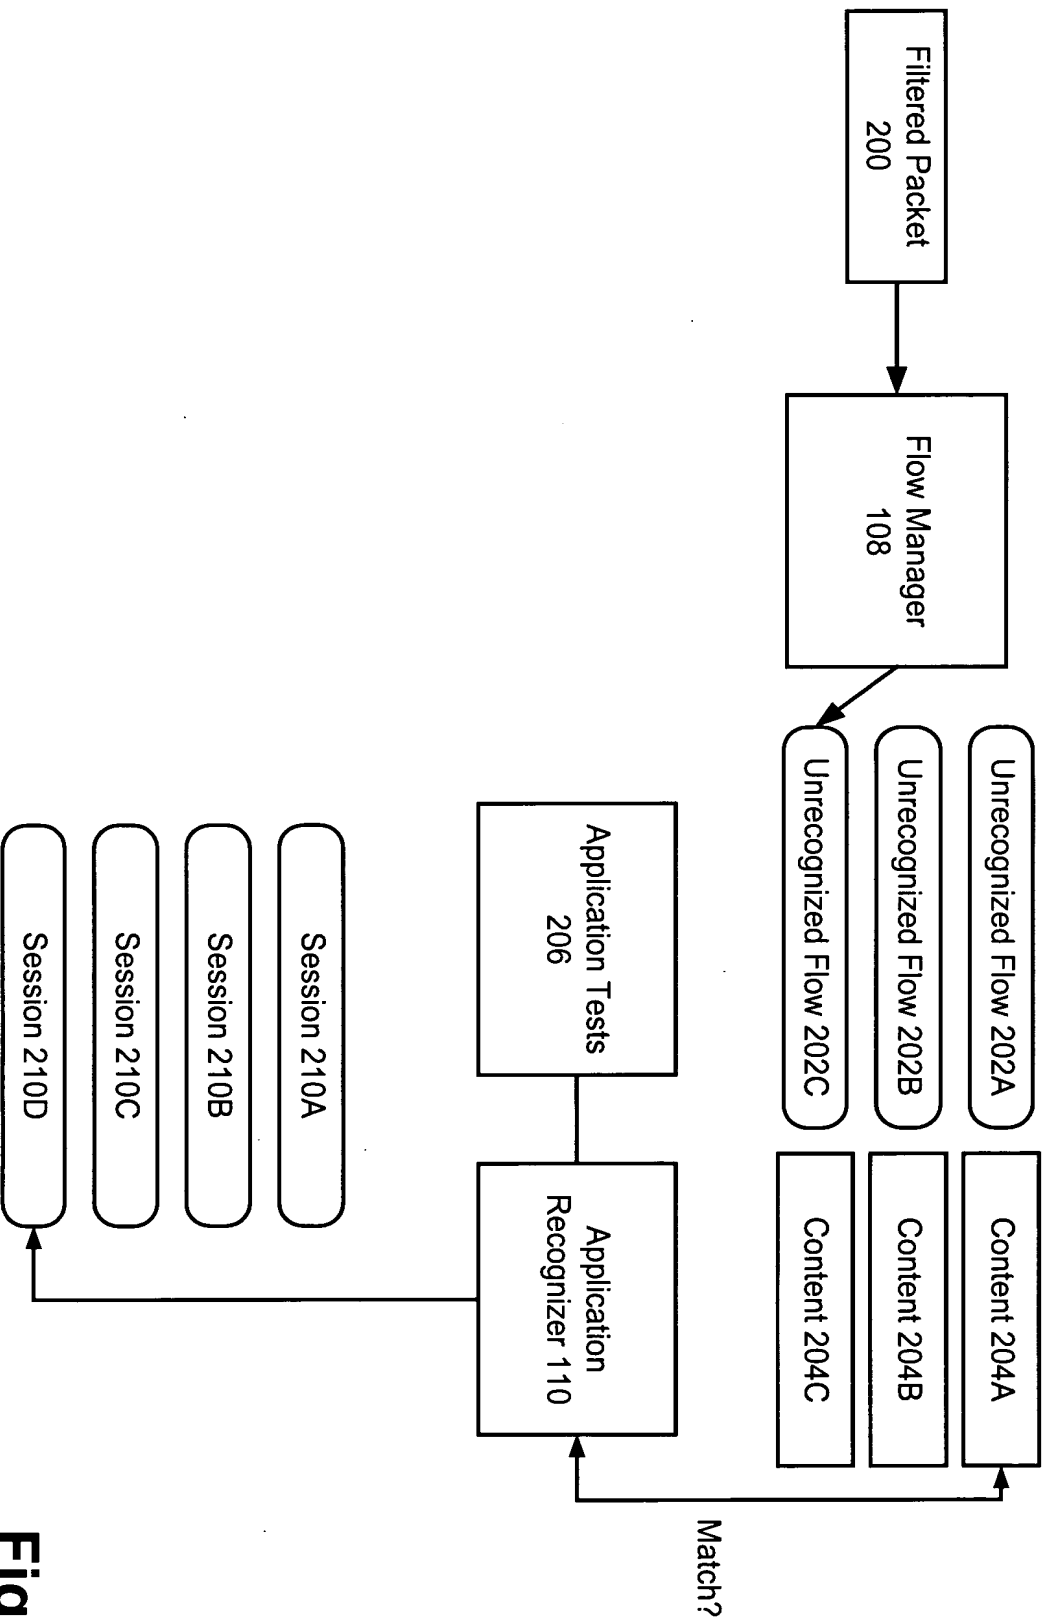 Filtered Packet
200
Flow Manager
108
Unrecognized Flow 202A
Unrecognized Flow 202B
Unrecognized Flow 202C
Content 204A
Content 204B
Content 204C
Match?
Application Tests
206
Application
Recognizer 110
Session 210A
Session 210B
Session 210C
Session 210D
Fig